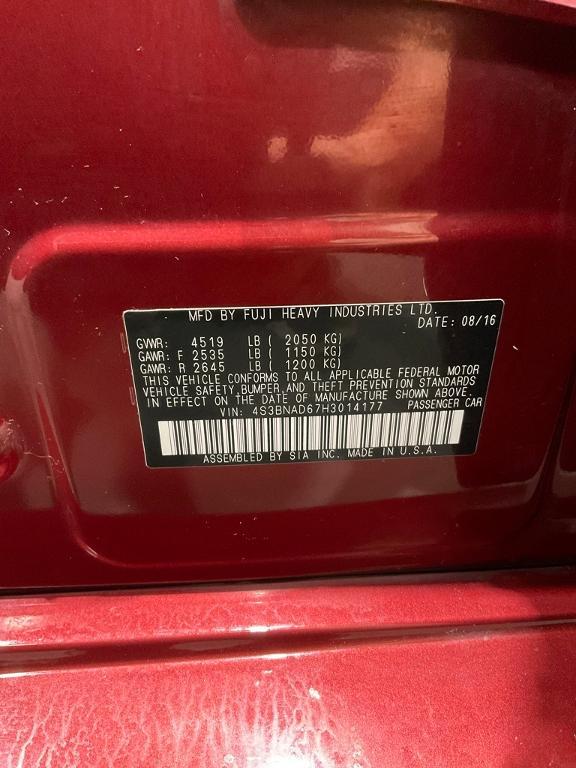 MFD BY FUJI HEAVY INDUSTRIES LTD.
DATE: 08/16
GVWR: 4519 LB ( 2050 KG)
GAWR: F 2535 LB ( 1150 KG)
GAWR: R 2645 LB ( 1200 KG)
THIS VEHICLE CONFORMS TO ALL APPLICABLE FEDERAL MOTOR
VEHICLE SAFETY,BUMPER,AND THEFT PREVENTION STANDARDS
IN EFFECT ON THE DATE OF MANUFACTURE SHOWN ABOVE.
VIN: 4S3BNAD67H3014177 PASSENGER CAR
ASSEMBLED BY SIA INC. MADE IN U.S.A.